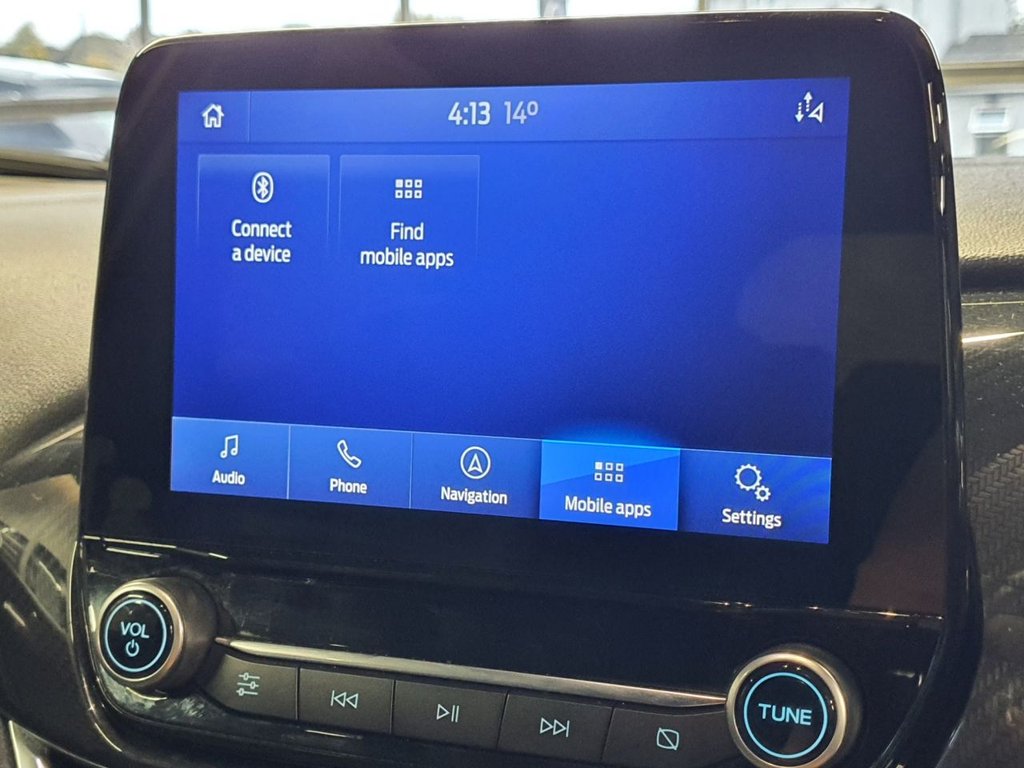 4:13 14°
Connect
a device
Find
mobile apps
Audio
Phone
Navigation
Mobile apps
Settings
VOL
TUNE